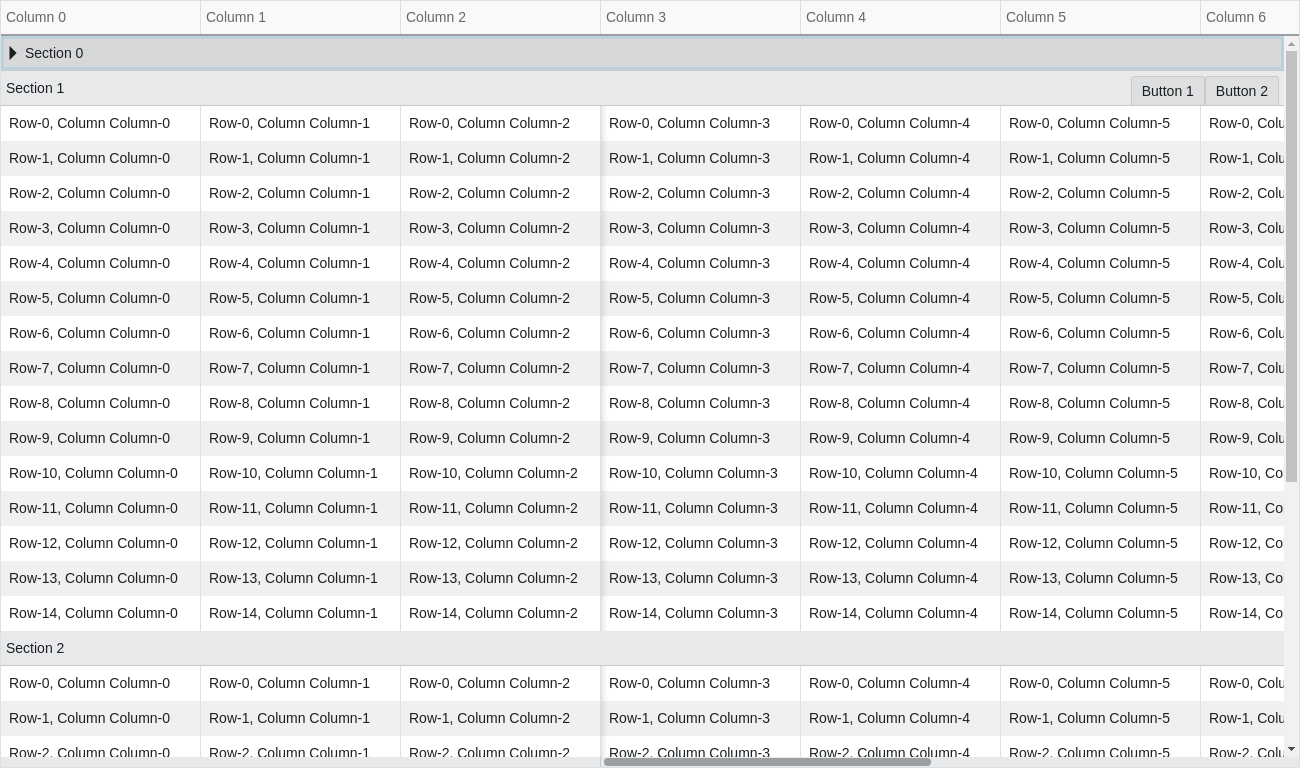 Column 0 Column 1 Column 2 Column 3 Column 4 Column 5 Column 6
Section 0
Section 1 Button 1 Button 2
Row-0, Column Column-0 Row-0, Column Column-1 Row-0, Column Column-2 Row-0, Column Column-3 Row-0, Column Column-4 Row-0, Column Column-5 Row-0, Colu
Row-1, Column Column-0 Row-1, Column Column-1 Row-1, Column Column-2 Row-1, Column Column-3 Row-1, Column Column-4 Row-1, Column Column-5 Row-1, Colu
Row-2, Column Column-0 Row-2, Column Column-1 Row-2, Column Column-2 Row-2, Column Column-3 Row-2, Column Column-4 Row-2, Column Column-5 Row-2, Colu
Row-3, Column Column-0 Row-3, Column Column-1 Row-3, Column Column-2 Row-3, Column Column-3 Row-3, Column Column-4 Row-3, Column Column-5 Row-3, Colu
Row-4, Column Column-0 Row-4, Column Column-1 Row-4, Column Column-2 Row-4, Column Column-3 Row-4, Column Column-4 Row-4, Column Column-5 Row-4, Colu
Row-5, Column Column-0 Row-5, Column Column-1 Row-5, Column Column-2 Row-5, Column Column-3 Row-5, Column Column-4 Row-5, Column Column-5 Row-5, Colu
Row-6, Column Column-0 Row-6, Column Column-1 Row-6, Column Column-2 Row-6, Column Column-3 Row-6, Column Column-4 Row-6, Column Column-5 Row-6, Colu
Row-7, Column Column-0 Row-7, Column Column-1 Row-7, Column Column-2 Row-7, Column Column-3 Row-7, Column Column-4 Row-7, Column Column-5 Row-7, Colu
Row-8, Column Column-0 Row-8, Column Column-1 Row-8, Column Column-2 Row-8, Column Column-3 Row-8, Column Column-4 Row-8, Column Column-5 Row-8, Colu
Row-9, Column Column-0 Row-9, Column Column-1 Row-9, Column Column-2 Row-9, Column Column-3 Row-9, Column Column-4 Row-9, Column Column-5 Row-9, Colu
Row-10, Column Column-0 Row-10, Column Column-1 Row-10, Column Column-2 Row-10, Column Column-3 Row-10, Column Column-4 Row-10, Column Column-5 Row-10, Co
Row-11, Column Column-0 Row-11, Column Column-1 Row-11, Column Column-2 Row-11, Column Column-3 Row-11, Column Column-4 Row-11, Column Column-5 Row-11, Co
Row-12, Column Column-0 Row-12, Column Column-1 Row-12, Column Column-2 Row-12, Column Column-3 Row-12, Column Column-4 Row-12, Column Column-5 Row-12, Co
Row-13, Column Column-0 Row-13, Column Column-1 Row-13, Column Column-2 Row-13, Column Column-3 Row-13, Column Column-4 Row-13, Column Column-5 Row-13, Co
Row-14, Column Column-0 Row-14, Column Column-1 Row-14, Column Column-2 Row-14, Column Column-3 Row-14, Column Column-4 Row-14, Column Column-5 Row-14, Co
Section 2
Row-0, Column Column-0 Row-0, Column Column-1 Row-0, Column Column-2 Row-0, Column Column-3 Row-0, Column Column-4 Row-0, Column Column-5 Row-0, Colu
Row-1, Column Column-0 Row-1, Column Column-1 Row-1, Column Column-2 Row-1, Column Column-3 Row-1, Column Column-4 Row-1, Column Column-5 Row-1, Colu
Row-2, Column Column-0 Row-2, Column Column-1 Row-2, Column Column-2 Row-2, Column Column-3 Row-2, Column Column-4 Row-2, Column Column-5 Row-2, Colu